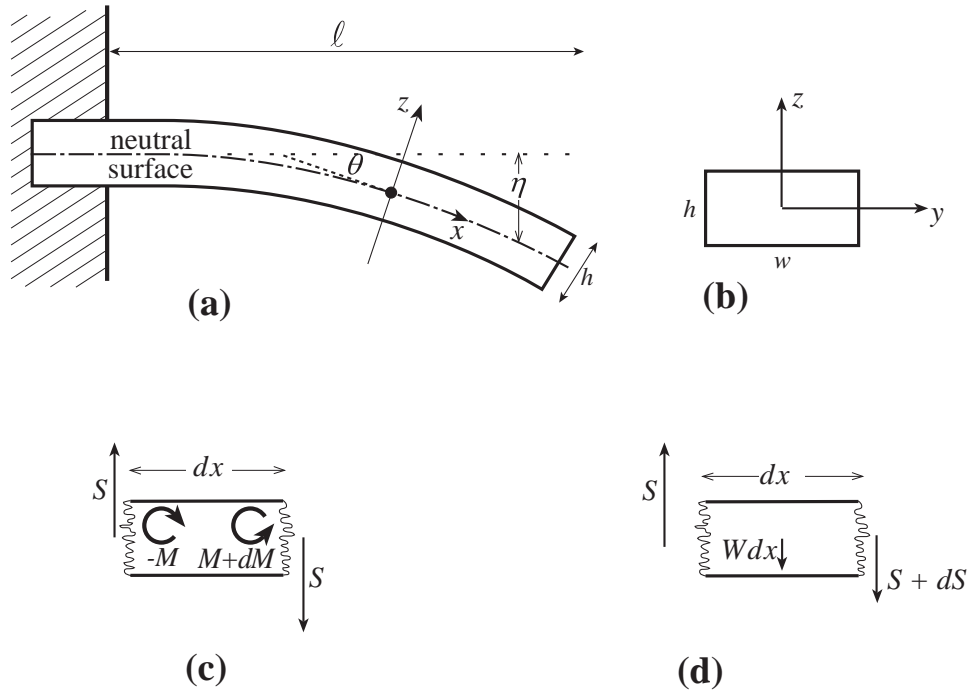 ℓ
z
neutral
surface
θ
η
x
h
(a)
z
h
y
w
(b)
dx
S
-M M+dM
S
(c)
dx
S
Wdx
S + dS
(d)